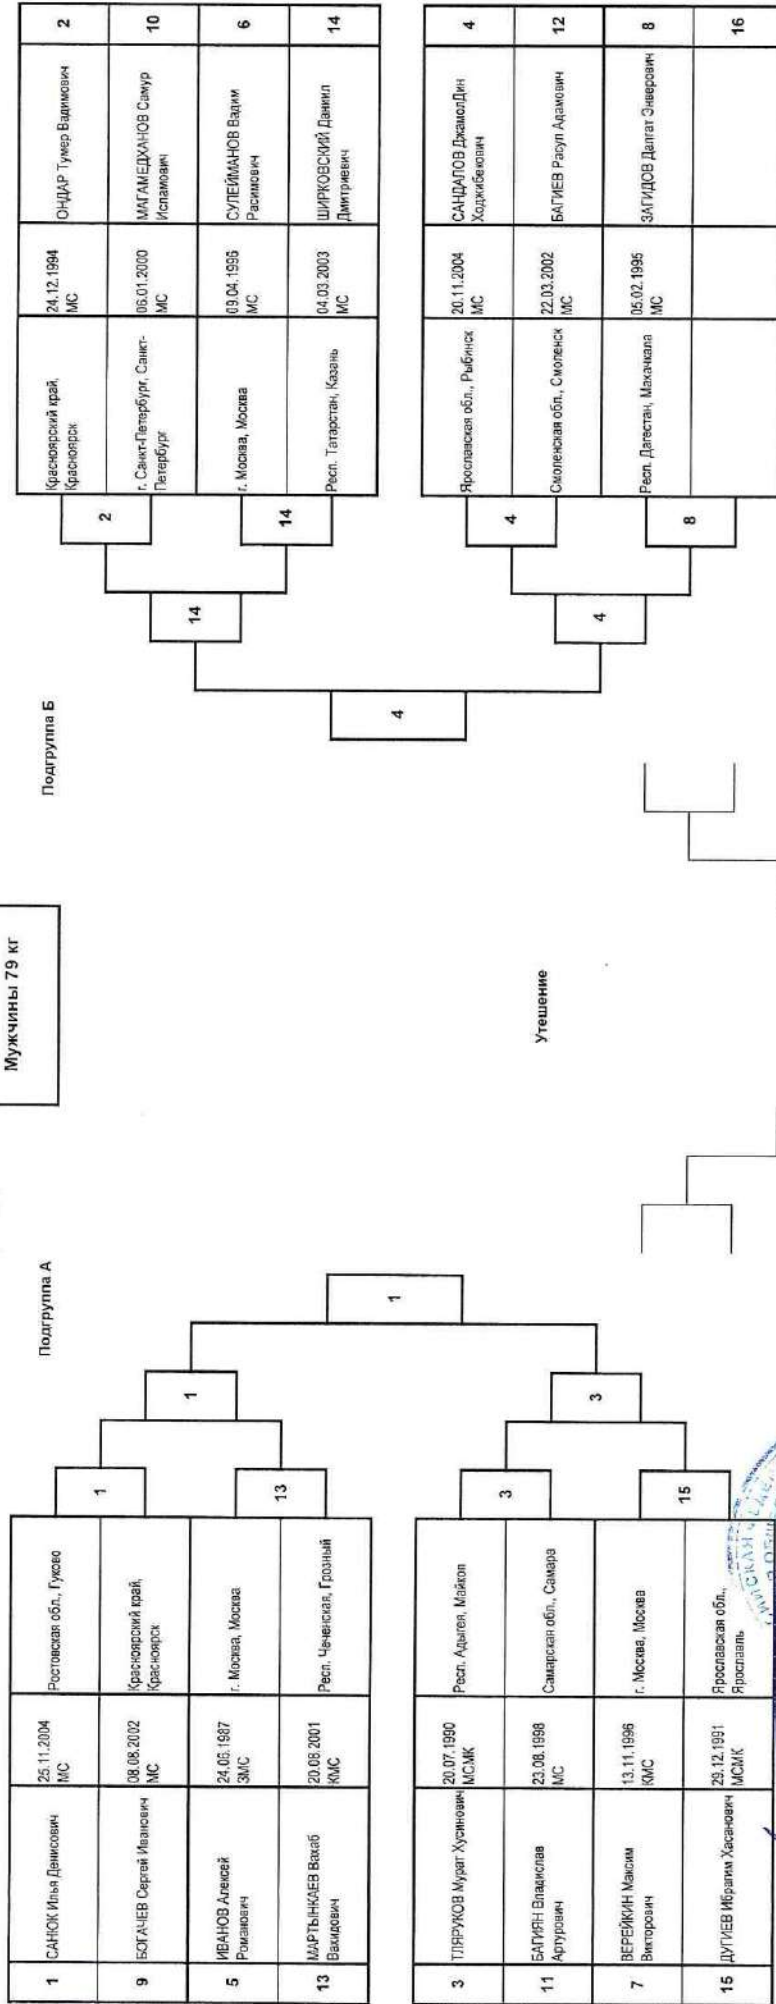 Мужчины 79 кг
Подгруппа А
Подгруппа Б
1
САНЮК Илья Денисович
25.11.2004
МС
Ростовская обл., Гуково
9
БОГАЧЕВ Сергей Иванович
08.08.2002
МС
Красноярский край,
Красноярск
5
ИВАНОВ Алексей
Романович
24.06.1987
ЗМС
г. Москва, Москва
13
МАРТЫНКАЕВ Вахаб
Вахидович
20.08.2001
КМС
Респ. Чеченская, Грозный
1
13
1
1
3
ТЛЯРУКОВ Мурат Хусинович
20.07.1990
МСМК
Респ. Адыгея, Майкоп
11
БАГИЯН Владислав
Артурович
23.08.1998
МС
Самарская обл., Самара
7
ВЕРЕЙКИН Максим
Викторович
13.11.1996
КМС
г. Москва, Москва
15
ДУГИЕВ Ибрагим Хасанович
29.12.1991
МСМК
Ярославская обл.,
Ярославль
3
15
3
Красноярский край,
Красноярск
24.12.1994
МС
ОНДАР Тумер Вадимович
2
г. Санкт-Петербург, Санкт-
Петербург
06.01.2000
МС
МАГАМЕДХАНОВ Самур
Исламович
10
г. Москва, Москва
09.04.1996
МС
СУЛЕЙМАНОВ Вадим
Расимович
6
Респ. Татарстан, Казань
04.03.2003
МС
ШИРКОВСКИЙ Даниил
Дмитриевич
14
2
14
14
4
Ярославская обл., Рыбинск
20.11.2004
МС
САНДАЛОВ ДжамолДин
Ходжибекович
4
Смоленская обл., Смоленск
22.03.2002
МС
БАГИЕВ Расул Адамович
12
Респ. Дагестан, Махачкала
05.02.1995
МС
ЗАГИДОВ Далгат Энверович
8
16
4
8
4
Утешение